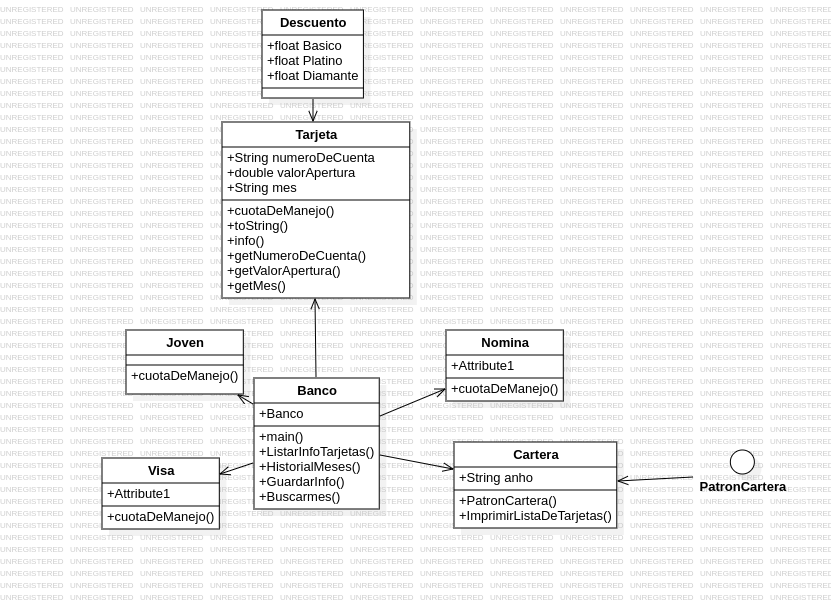 Descuento
+float Basico
+float Platino
+float Diamante
Tarjeta
+String numeroDeCuenta
+double valorApertura
+String mes
+cuotaDeManejo()
+toString()
+info()
+getNumeroDeCuenta()
+getValorApertura()
+getMes()
Joven
+cuotaDeManejo()
Nomina
+Attribute1
+cuotaDeManejo()
Banco
+Banco
+main()
+ListarInfoTarjetas()
+HistorialMeses()
+GuardarInfo()
+Buscarmes()
Visa
+Attribute1
+cuotaDeManejo()
Cartera
+String anho
+PatronCartera()
+ImprimirListaDeTarjetas()
PatronCartera
UNREGISTERED